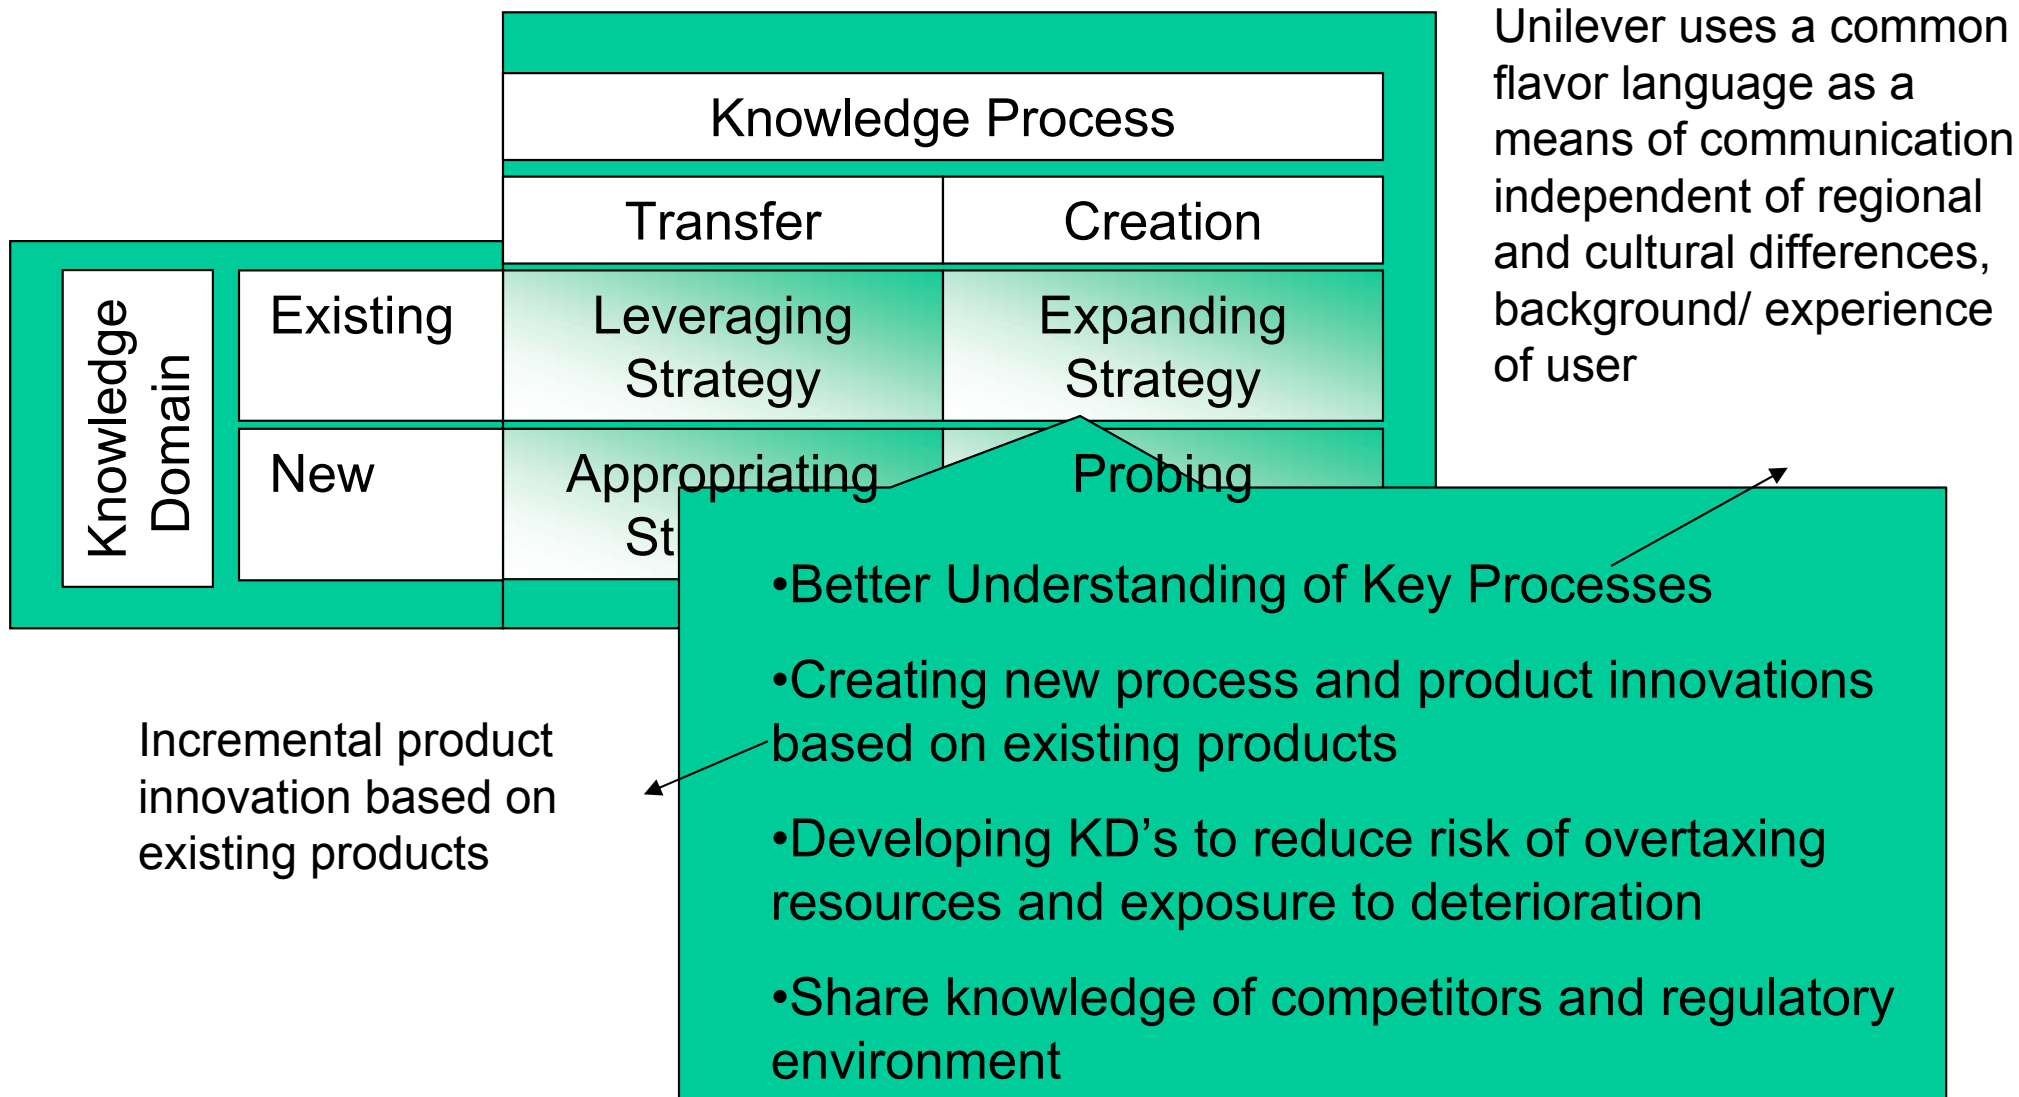 Knowledge Process
Transfer
Creation
Knowledge
Domain
Existing
Leveraging
Strategy
Expanding
Strategy
New
Appropriating
St
Probing
Unilever uses a common
flavor language as a
means of communication
independent of regional
and cultural differences,
background/ experience
of user
•Better Understanding of Key Processes
•Creating new process and product innovations
based on existing products
•Developing KD’s to reduce risk of overtaxing
resources and exposure to deterioration
•Share knowledge of competitors and regulatory
environment
Incremental product
innovation based on
existing products